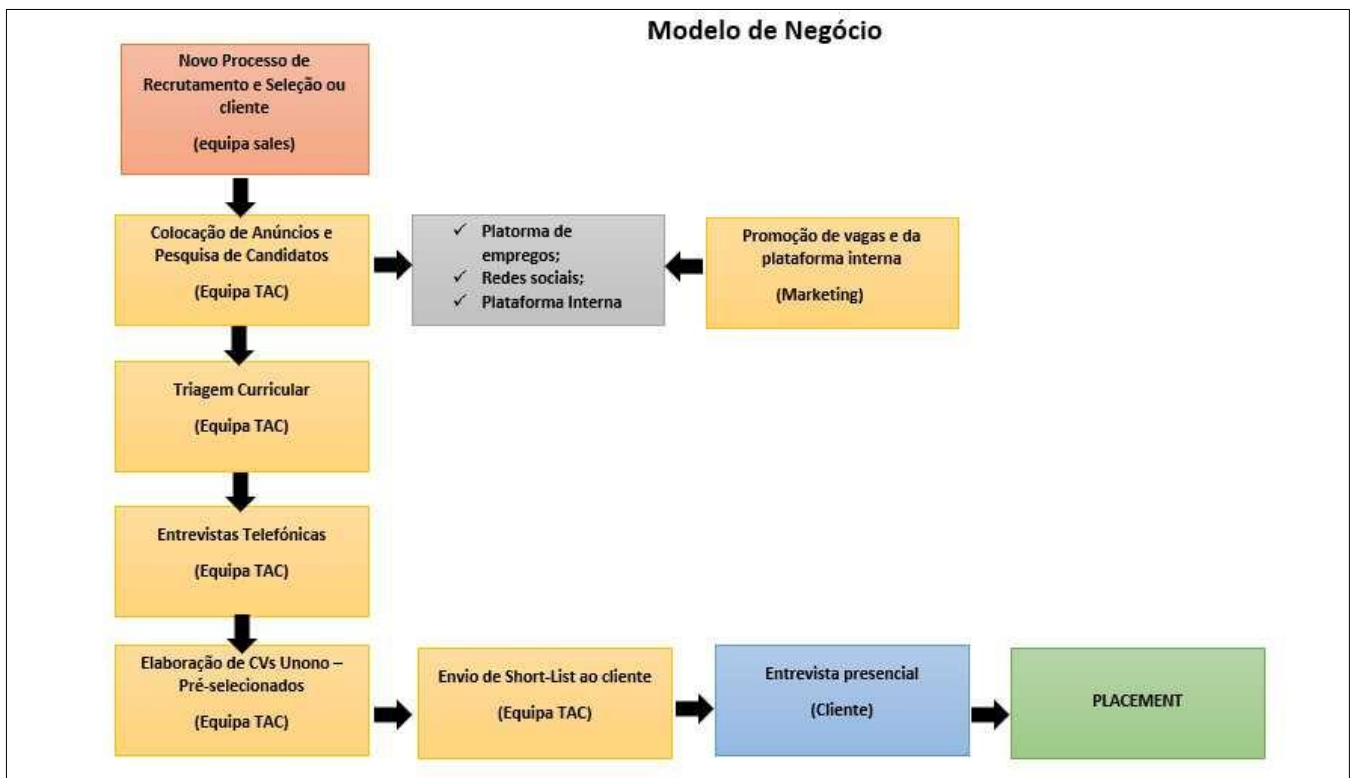 Modelo de Negócio
Novo Processo de
Recrutamento e Seleção ou
cliente
(equipa sales)
Colocação de Anúncios e
Pesquisa de Candidatos
(Equipa TAC)
✓ Platorma de
empregos;
✓ Redes sociais;
✓ Plataforma Interna
Promoção de vagas e da
plataforma interna
(Marketing)
Triagem Curricular
(Equipa TAC)
Entrevistas Telefónicas
(Equipa TAC)
Elaboração de CVs Unono –
Pré-selecionados
(Equipa TAC)
Envio de Short-List ao cliente
(Equipa TAC)
Entrevista presencial
(Cliente)
PLACEMENT